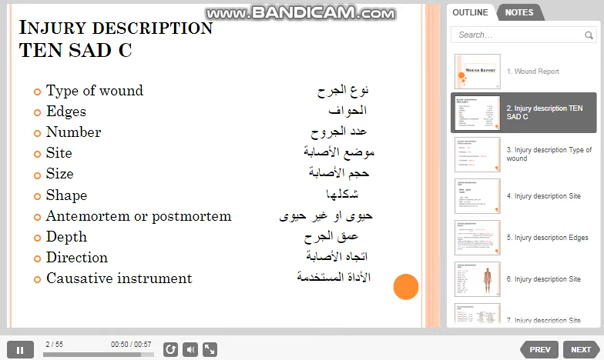 www.BANDICAM.com
INJURY DESCRIPTION
TEN SAD C
Type of wound نوع الجرح
Edges الحواف
Number عدد الجروح
Site موضع الأصابة
Size حجم الأصابة
Shape شكلها
Antemortem or postmortem حيوى او غير حيوى
Depth عمق الجرح
Direction اتجاه الأصابة
Causative instrument الأداة المستخدمة
OUTLINE NOTES
Search...
WOUND REPORT
1. Wound Report
2. Injury description TEN
SAD C
3. Injury description Type of
wound
4. Injury description Site
5. Injury description Edges
6. Injury description Site
7. Injury description Site
2 / 55 00:50 / 00:57
PREV NEXT